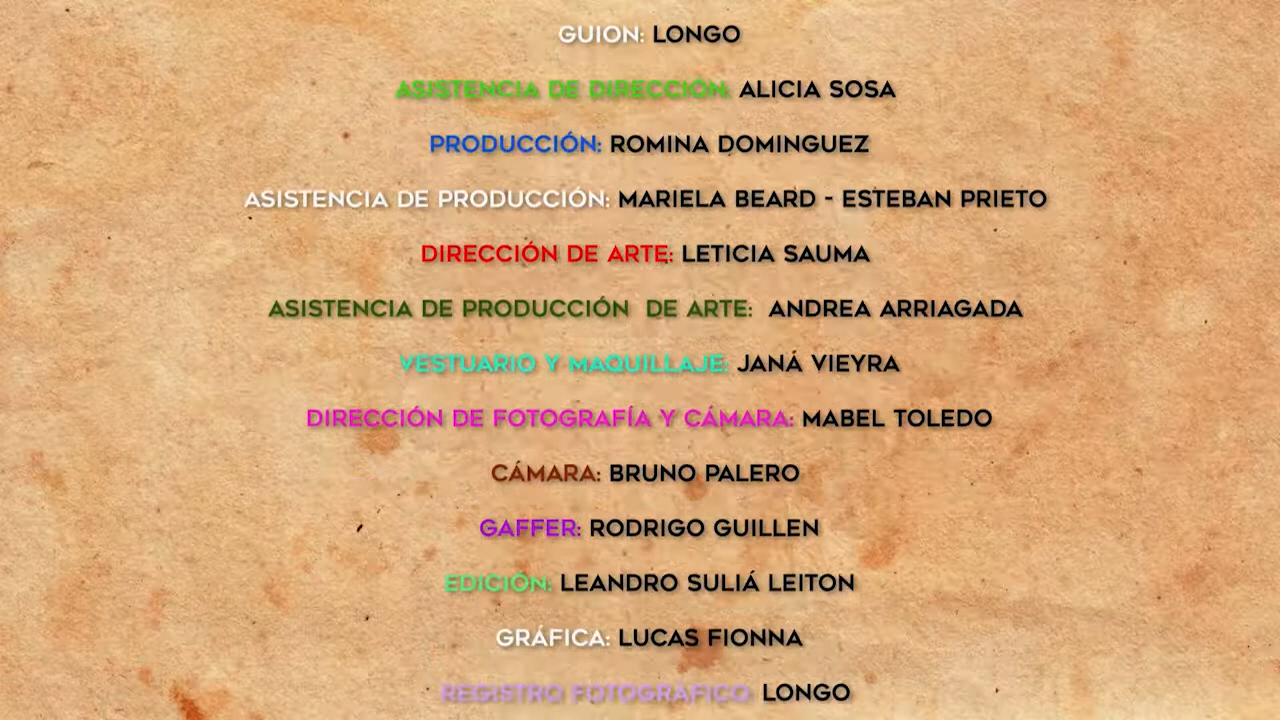 GUION: LONGO
ASISTENCIA DE DIRECCIÓN: ALICIA SOSA
PRODUCCIÓN: ROMINA DOMINGUEZ
ASISTENCIA DE PRODUCCIÓN: MARIELA BEARD - ESTEBAN PRIETO
DIRECCIÓN DE ARTE: LETICIA SAUMA
ASISTENCIA DE PRODUCCIÓN DE ARTE: ANDREA ARRIAGADA
VESTUARIO Y MAQUILLAJE: JANÁ VIEYRA
DIRECCIÓN DE FOTOGRAFÍA Y CÁMARA: MABEL TOLEDO
CÁMARA: BRUNO PALERO
GAFFER: RODRIGO GUILLEN
EDICIÓN: LEANDRO SULIÁ LEITON
GRÁFICA: LUCAS FIONNA
REGISTRO FOTOGRÁFICO: LONGO